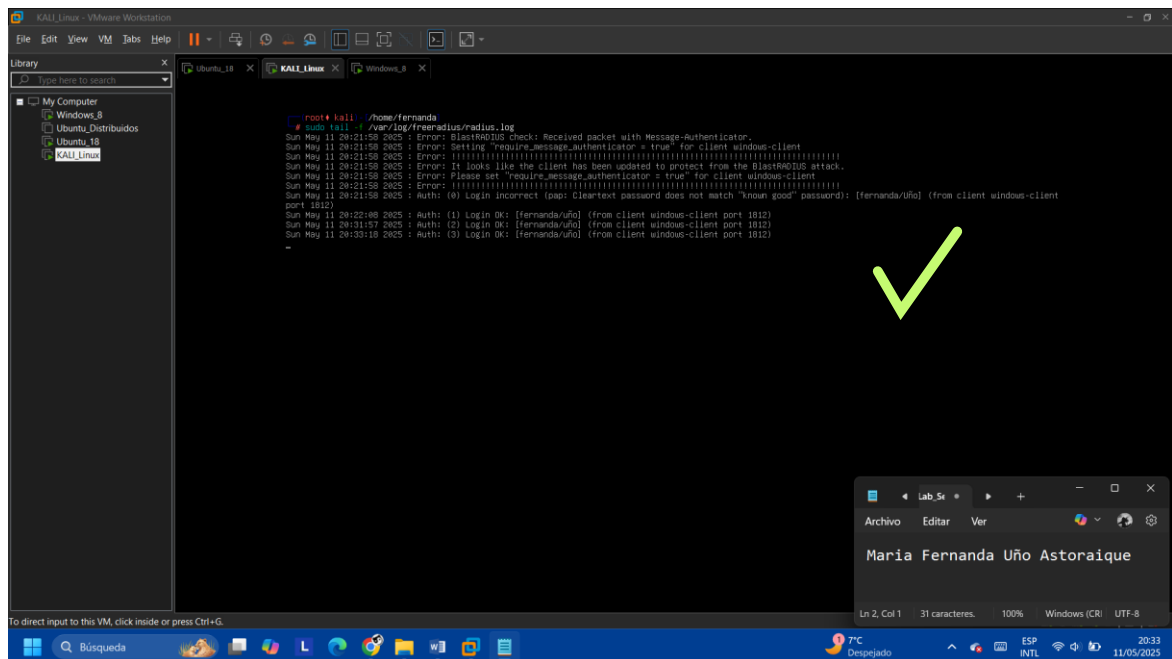 KALI_Linux - VMware Workstation
File Edit View VM Tabs Help
Library
Type here to search
My Computer
Windows_8
Ubuntu_Distribuidos
Ubuntu_18
KALI_Linux
Ubuntu_18 KALI_Linux Windows_8
root kali /home/fernanda
# sudo tail -f /var/log/freeradius/radius.log
Sun May 11 20:21:58 2025 : Error: BlastRADIUS check: Received packet with Message-Authenticator.
Sun May 11 20:21:58 2025 : Error: Setting "require_message_authenticator = true" for client windows-client
Sun May 11 20:21:58 2025 : Error: !!!!!!!!!!!!!!!!!!!!!!!!!!!!!!!!!!!!!!!!!!!!!!!!!!!!!!!!!!!!!!!!!!!!!!!!!!!!
Sun May 11 20:21:58 2025 : Error: It looks like the client has been updated to protect from the BlastRADIUS attack.
Sun May 11 20:21:58 2025 : Error: Please set "require_message_authenticator = true" for client windows-client
Sun May 11 20:21:58 2025 : Error: !!!!!!!!!!!!!!!!!!!!!!!!!!!!!!!!!!!!!!!!!!!!!!!!!!!!!!!!!!!!!!!!!!!!!!!!!!!!
Sun May 11 20:21:58 2025 : Auth: (0) Login incorrect (pap: Cleartext password does not match "known good" password): [fernanda/Uño] (from client windows-client
port 1812)
Sun May 11 20:22:08 2025 : Auth: (1) Login OK: [fernanda/uño] (from client windows-client port 1812)
Sun May 11 20:31:57 2025 : Auth: (2) Login OK: [fernanda/uño] (from client windows-client port 1812)
Sun May 11 20:33:18 2025 : Auth: (3) Login OK: [fernanda/uño] (from client windows-client port 1812)
Lab_Se
Archivo Editar Ver
Maria Fernanda Uño Astoraique
Ln 2, Col 1 31 caracteres. 100% Windows (CRI UTF-8
To direct input to this VM, click inside or press Ctrl+G.
Búsqueda
1 7°C
Despejado
ESP
INTL
20:33
11/05/2025